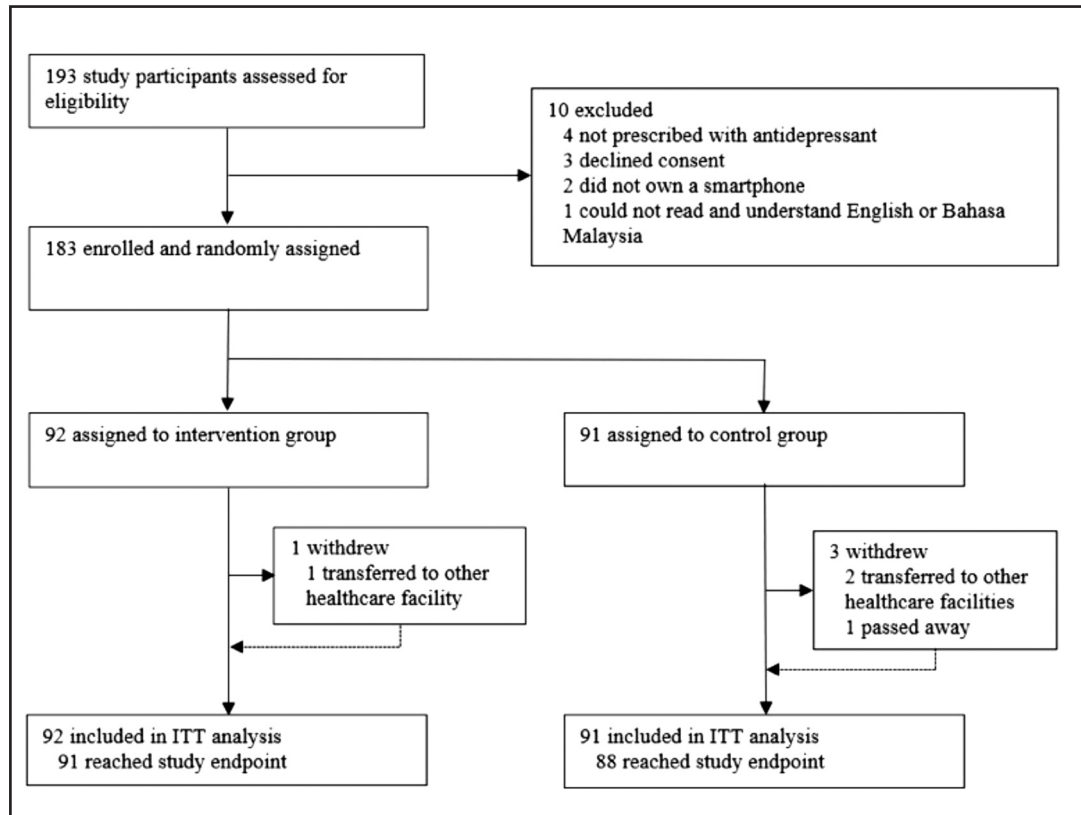 193 study participants assessed for
eligibility
10 excluded
4 not prescribed with antidepressant
3 declined consent
2 did not own a smartphone
1 could not read and understand English or Bahasa
Malaysia
183 enrolled and randomly assigned
92 assigned to intervention group
91 assigned to control group
1 withdrew
1 transferred to other
healthcare facility
3 withdrew
2 transferred to other
healthcare facilities
1 passed away
92 included in ITT analysis
91 reached study endpoint
91 included in ITT analysis
88 reached study endpoint